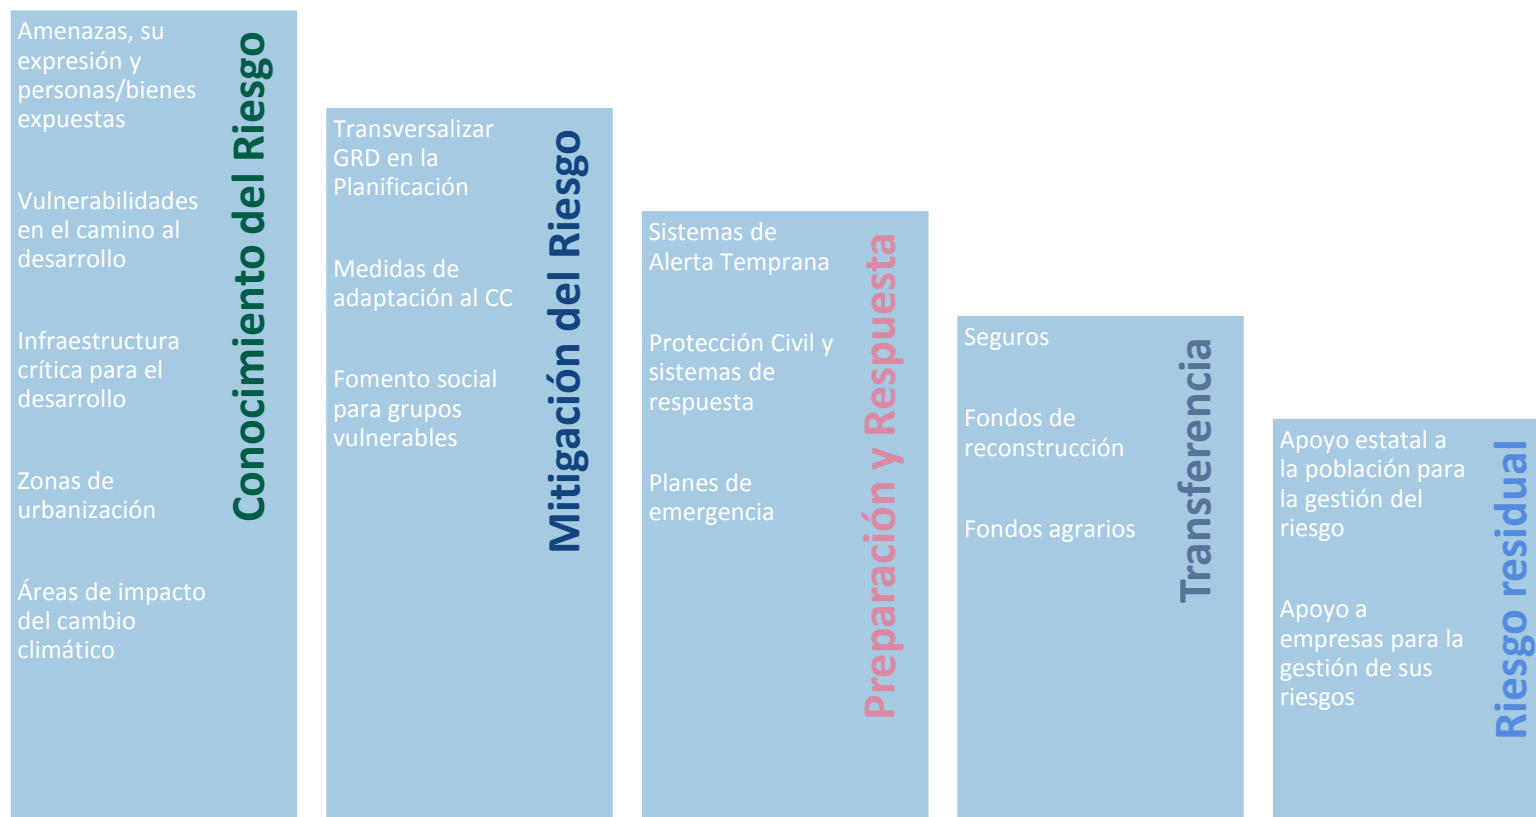 Amenazas, su
expresión y
personas/bienes
expuestas
Vulnerabilidades
en el camino al
desarrollo
Infraestructura
crítica para el
desarrollo
Zonas de
urbanización
Áreas de impacto
del cambio
climático
Conocimiento del Riesgo
Transversalizar
GRD en la
Planificación
Medidas de
adaptación al CC
Fomento social
para grupos
vulnerables
Mitigación del Riesgo
Sistemas de
Alerta Temprana
Protección Civil y
sistemas de
respuesta
Planes de
emergencia
Preparación y Respuesta
Seguros
Fondos de
reconstrucción
Fondos agrarios
Transferencia
Apoyo estatal a
la población para
la gestión del
riesgo
Apoyo a
empresas para la
gestión de sus
riesgos
Riesgo residual